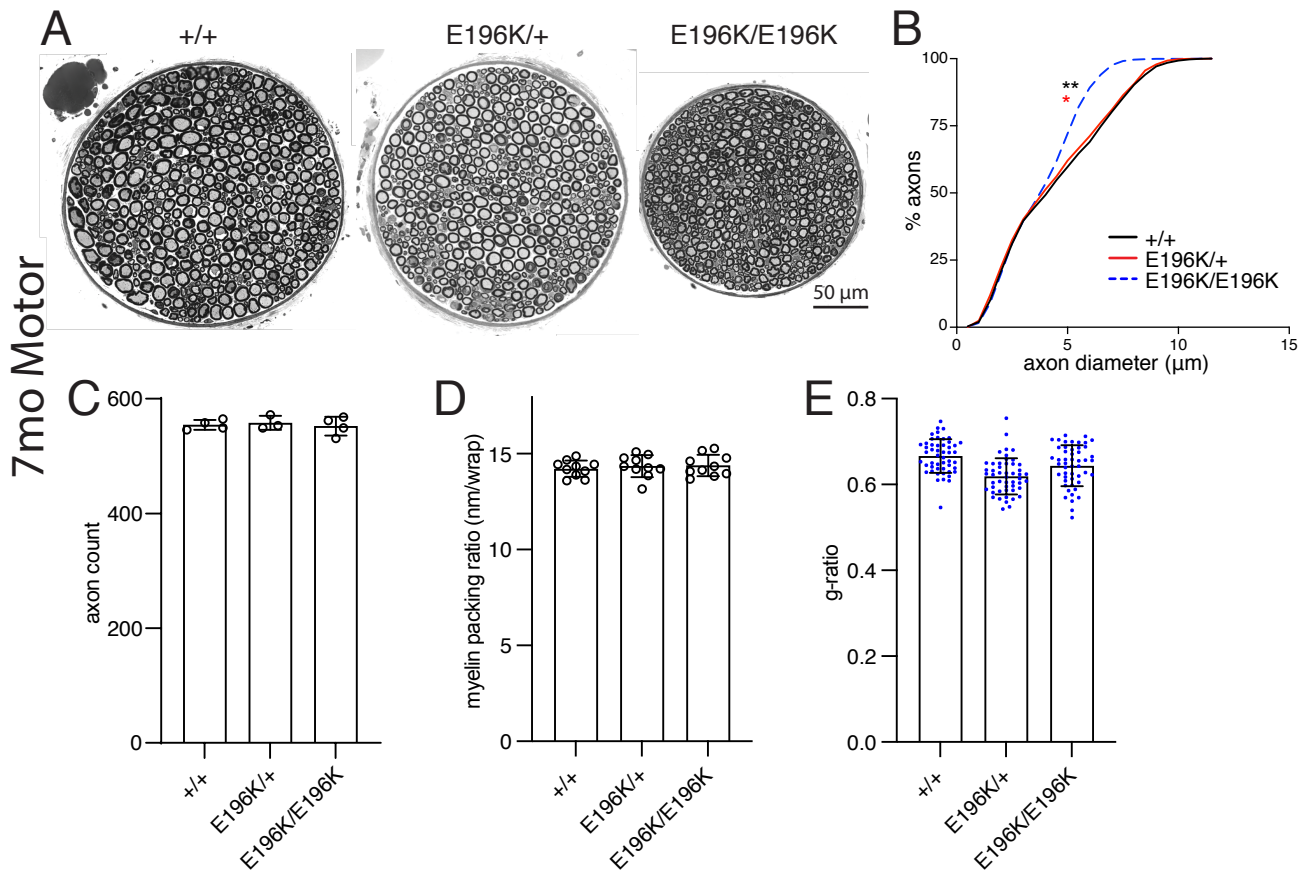 7mo Motor
A
+/+
E196K/+
E196K/E196K
50 µm
B
% axons
100
75
50
25
0
**
*
+/+
E196K/+
E196K/E196K
0
5
10
15
axon diameter (µm)
C
axon count
600
400
200
0
+/+
E196K/+
E196K/E196K
D
myelin packing ratio (nm/wrap)
15
10
5
0
+/+
E196K/+
E196K/E196K
E
g-ratio
0.8
0.6
0.4
0.2
0.0
+/+
E196K/+
E196K/E196K